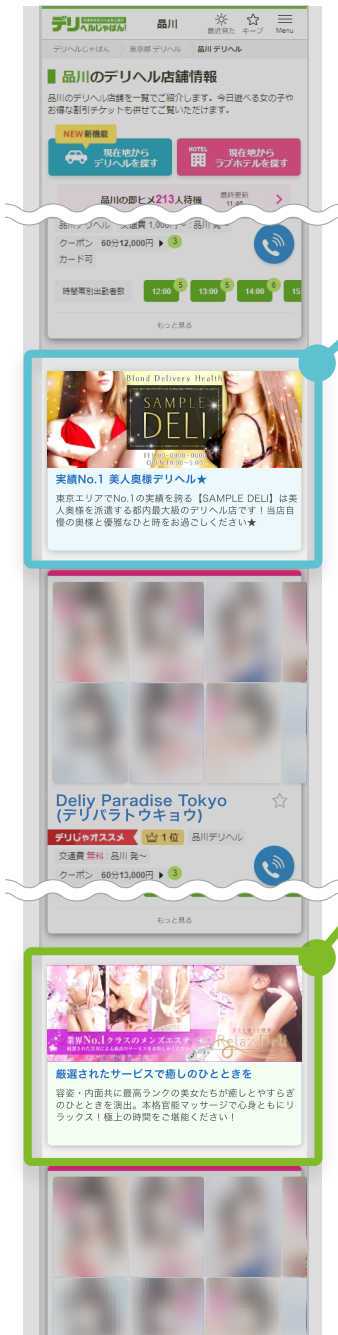 デリヘルじゃぱん!
品川
最近見た
キープ
Menu
デリヘルじゃぱん
東京都 デリヘル
品川 デリヘル
品川のデリヘル店舗情報
品川のデリヘル店舗を一覧でご紹介します。今日遊べる女の子や
お得な割引チケットも併せてご覧いただけます。
NEW 新機能
現在地から
デリヘルを探す
HOTEL
現在地から
ラブホテルを探す
品川の即ヒメ213人待機
最終更新
クーポン 60分12,000円 ▶ 3
カード可
時間帯別出勤者数
12:00 5
13:00 5
14:00 6
15:
もっと見る
Blond Delivery Health
SAMPLE
DELI
TEL:00-0000-0000
OPEN 10:00-5:00
実績No.1 美人奥様デリヘル★
東京エリアでNo.1の実績を誇る【SAMPLE DELI】は美
人奥様を派遣する都内最大級のデリヘル店です！当店自
慢の奥様と優雅なひと時をお過ごしください★
Deliy Paradise Tokyo
(デリパラトウキョウ)
デリじゃオススメ
1 位
品川デリヘル
交通費 無料 : 品川 発～
クーポン 60分13,000円 ▶ 3
もっと見る
業界No.1クラスのメンズエステ
Relax Deli
厳選されたサービスで癒しのひとときを
容姿・内面共に最高ランクの美女たちが癒しとやすらぎ
のひとときを演出。本格官能マッサージで心身ともにリ
ラックス！極上の時間をご堪能ください！